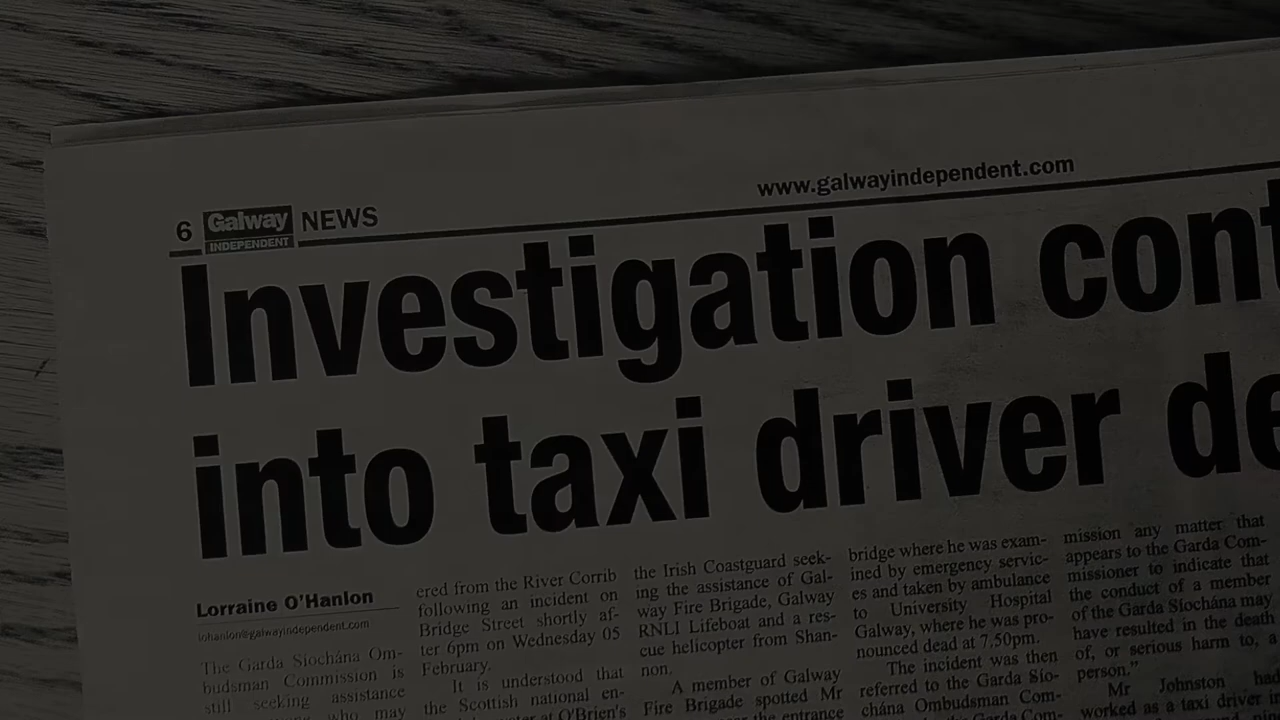 www.galwayindependent.com
6 Galway INDEPENDENT NEWS
Investigation cont
into taxi driver de
Lorraine O'Hanlon
lohanlon@galwayindependent.com
The Garda Síochána Om-
budsman Commission is
still seeking assistance
who may
ered from the River Corrib
following an incident on
Bridge Street shortly af-
ter 6pm on Wednesday 05
February.
It is understood that
the Scottish national en-
at O'Brien's
the Irish Coastguard seek-
ing the assistance of Gal-
way Fire Brigade, Galway
RNLI Lifeboat and a res-
cue helicopter from Shan-
non.
A member of Galway
Fire Brigade spotted Mr
the entrance
bridge where he was exam-
ined by emergency servic-
es and taken by ambulance
to University Hospital
Galway, where he was pro-
nounced dead at 7.50pm.
The incident was then
referred to the Garda Sío-
chána Ombudsman Com-
Garda Com-
mission any matter that
appears to the Garda Com-
missioner to indicate that
the conduct of a member
of the Garda Síochána may
have resulted in the death
of, or serious harm to, a
person."
Mr Johnston had
worked as a taxi driver in